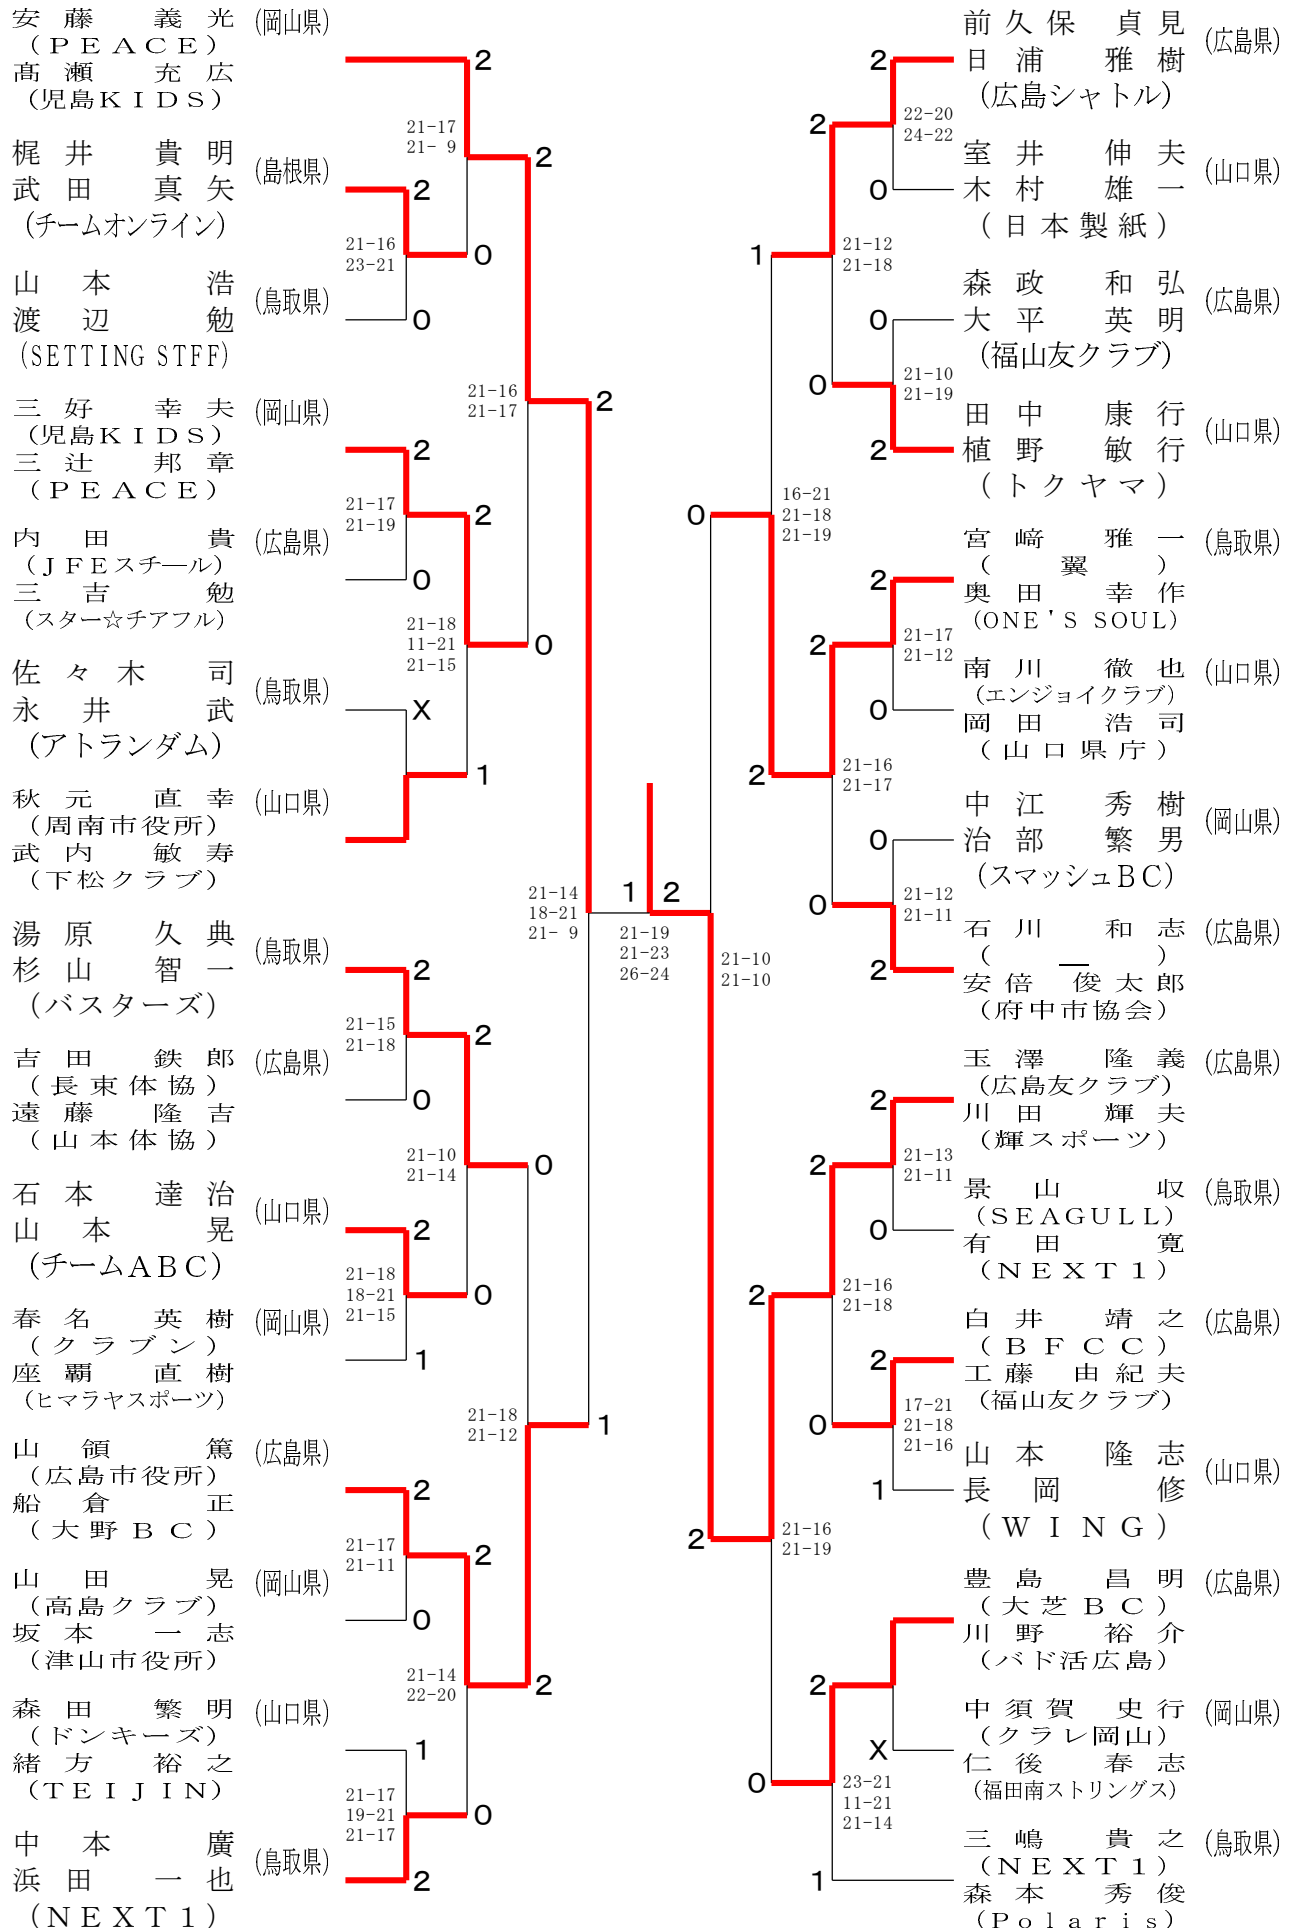 安藤 義光 (岡山県)
(PEACE)
髙瀬 充広
(児島KIDS)
2
21-17
21- 9
2
梶井 貴明
武田 真矢 (島根県)
(チームオンライン)
2
21-16
23-21
0
山本 浩
渡辺 勉 (鳥取県)
(SETTING STFF)
0
21-16
21-17
2
三好 幸夫 (岡山県)
(児島KIDS)
三辻 邦章
(PEACE)
2
21-17
21-19
2
内田 貴 (広島県)
(JFEスチール)
三吉 勉
(スター☆チアフル)
0
21-18
11-21
21-15
0
佐々木 司
永井 武 (鳥取県)
(アトランダム)
X
1
秋元 直幸 (山口県)
(周南市役所)
武内 敏寿
(下松クラブ)
21-14
18-21
21- 9
1
湯原 久典
杉山 智一 (鳥取県)
(バスターズ)
2
21-15
21-18
2
吉田 鉄郎 (広島県)
(長束体協)
遠藤 隆吉
(山本体協)
0
21-10
21-14
0
石本 達治
山本 晃 (山口県)
(チームABC)
2
21-18
18-21
21-15
0
春名 英樹 (岡山県)
(クラブン)
座覇 直樹
(ヒマラヤスポーツ)
1
21-18
21-12
1
山領 篤 (広島県)
(広島市役所)
船倉 正
(大野BC)
2
21-17
21-11
2
山田 晃 (岡山県)
(高島クラブ)
坂本 一志
(津山市役所)
0
21-14
22-20
2
森田 繁明 (山口県)
(ドンキーズ)
緒方 裕之
(TEIJIN)
1
21-17
19-21
21-17
0
中本 廣
浜田 一也 (鳥取県)
(NEXT1)
2
2
21-19
21-23
26-24
前久保 貞見
日浦 雅樹 (広島県)
(広島シャトル)
2
22-20
24-22
2
室井 伸夫
木村 雄一 (山口県)
(日本製紙)
0
21-12
21-18
1
森政 和弘
大平 英明 (広島県)
(福山友クラブ)
0
21-10
21-19
0
田中 康行
植野 敏行 (山口県)
(トクヤマ)
2
16-21
21-18
21-19
0
宮﨑 雅一 (鳥取県)
(翼)
奥田 幸作
(ONE'S SOUL)
2
21-17
21-12
2
南川 徹也 (山口県)
(エンジョイクラブ)
岡田 浩司
(山口県庁)
0
21-16
21-17
2
中江 秀樹
治部 繁男 (岡山県)
(スマッシュBC)
0
21-12
21-11
0
石川 和志 (広島県)
(__)
安倍 俊太郎
(府中市協会)
2
21-10
21-10
玉澤 隆義 (広島県)
(広島友クラブ)
川田 輝夫
(輝スポーツ)
2
21-13
21-11
2
景山 収 (鳥取県)
(SEAGULL)
有田 寛
(NEXT1)
0
21-16
21-18
2
白井 靖之 (広島県)
(BFCC)
工藤 由紀夫
(福山友クラブ)
2
17-21
21-18
21-16
0
山本 隆志
長岡 修 (山口県)
(WING)
1
21-16
21-19
2
豊島 昌明 (広島県)
(大芝BC)
川野 裕介
(バド活広島)
2
中須賀 史行 (岡山県)
(クラレ岡山)
仁後 春志
(福田南ストリングス)
X
23-21
11-21
21-14
0
三嶋 貴之 (鳥取県)
(NEXT1)
森本 秀俊
(Polaris)
1